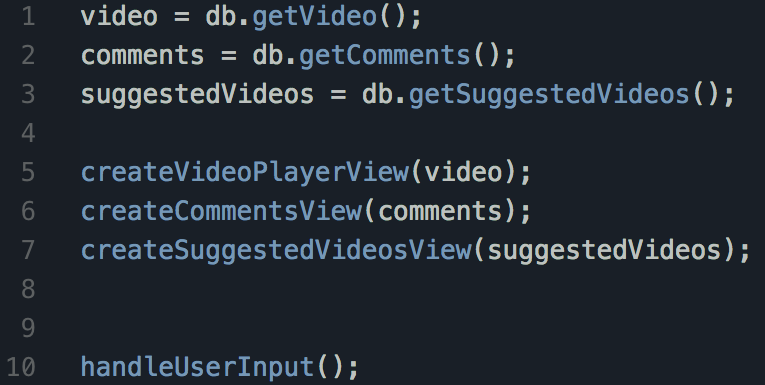 1 video = db.getVideo();
2 comments = db.getComments();
3 suggestedVideos = db.getSuggestedVideos();
4
5 createVideoPlayerView(video);
6 createCommentsView(comments);
7 createSuggestedVideosView(suggestedVideos);
8
9
10 handleUserInput();